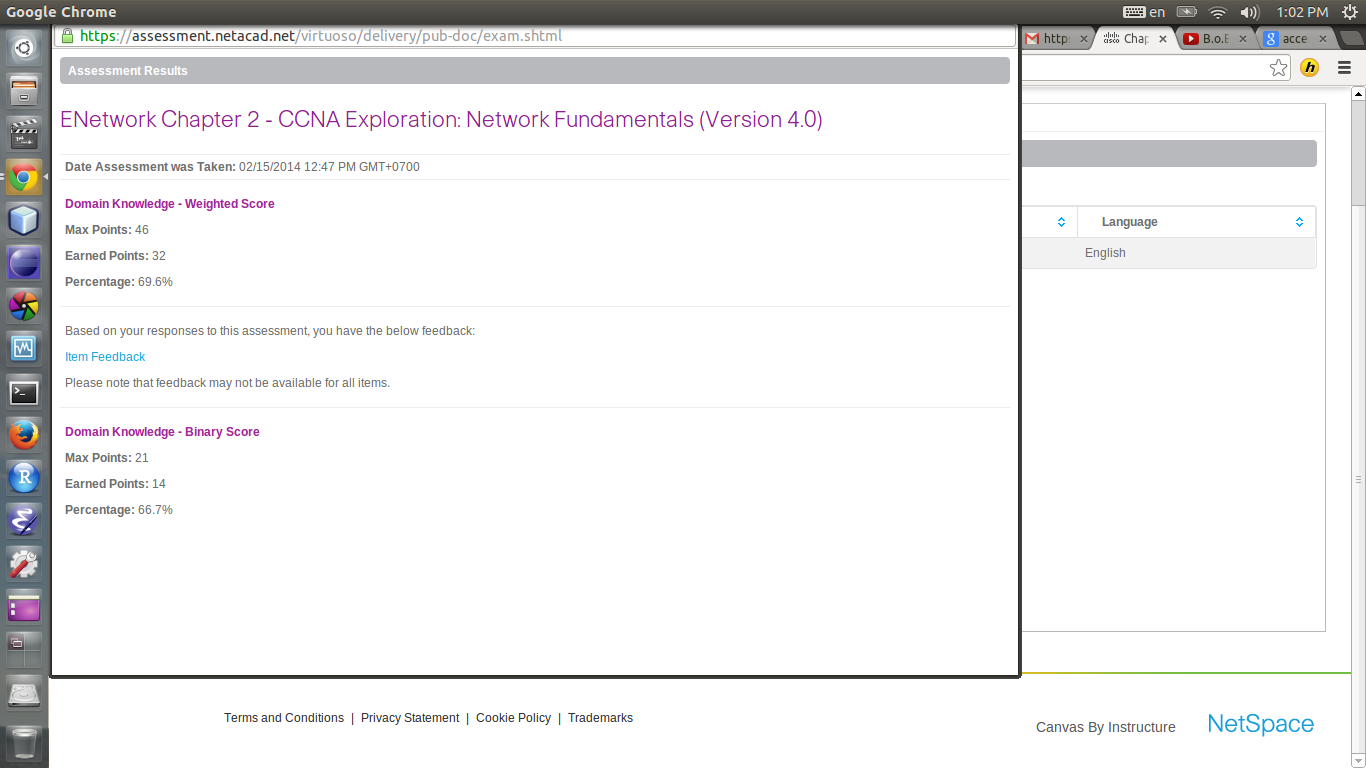 Google Chrome
en
1:02 PM
https://assessment.netacad.net/virtuoso/delivery/pub-doc/exam.shtml
http
Chap
B.o.B
acce
Assessment Results
ENetwork Chapter 2 - CCNA Exploration: Network Fundamentals (Version 4.0)
Date Assessment was Taken: 02/15/2014 12:47 PM GMT+0700
Domain Knowledge - Weighted Score
Max Points: 46
Earned Points: 32
Percentage: 69.6%
Based on your responses to this assessment, you have the below feedback:
Item Feedback
Please note that feedback may not be available for all items.
Domain Knowledge - Binary Score
Max Points: 21
Earned Points: 14
Percentage: 66.7%
Language
English
Terms and Conditions | Privacy Statement | Cookie Policy | Trademarks
Canvas By Instructure
NetSpace